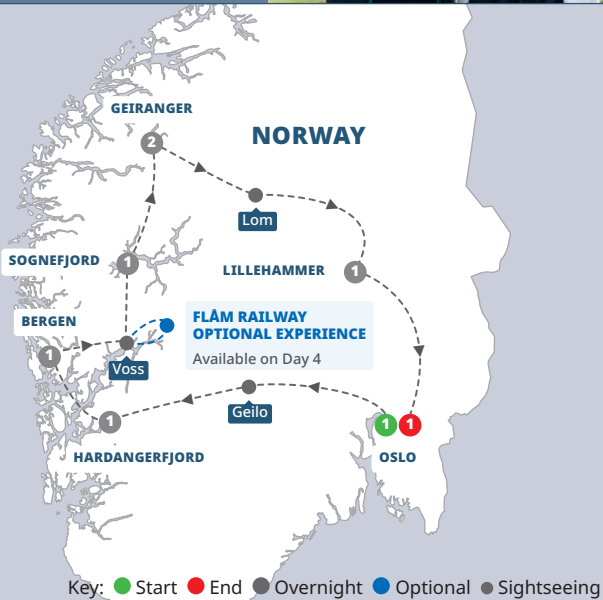 GEIRANGER
2
NORWAY
Lom
SOGNEFJORD
1
LILLEHAMMER
1
BERGEN
1
FLÅM RAILWAY
OPTIONAL EXPERIENCE
Available on Day 4
Voss
Geilo
1
HARDANGERFJORD
1
1
OSLO
Key: Start End Overnight Optional Sightseeing